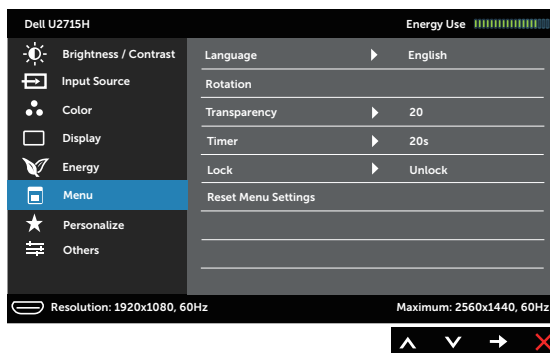 Dell U2715H Energy Use
Brightness / Contrast Language English
Input Source Rotation
Color Transparency 20
Display Timer 20s
Energy Lock Unlock
Menu Reset Menu Settings
Personalize
Others
Resolution: 1920x1080, 60Hz Maximum: 2560x1440, 60Hz